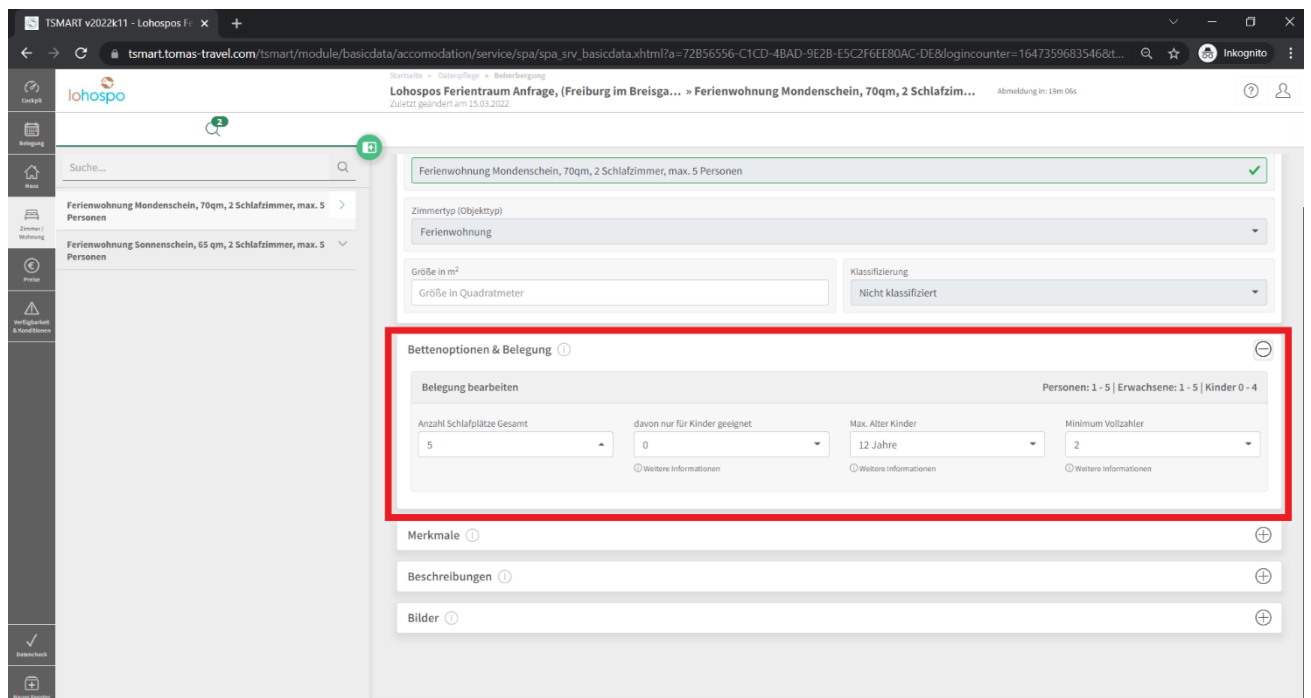 TSMART v2022k11 - Lohospos Fe
tsmart.tomas-travel.com/tsmart/module/basicdata/accomodation/service/spa/spa_srv_basicdata.xhtml?a=72B56556-C1CD-4BAD-9E2B-E5C2F6EE80AC-DE&logincounter=1647359683546&t...
Inkognito
Cockpit
Belegung
Haus
Zimmer / Wohnung
Preise
Verfügbarkeit & Konditionen
Datencheck
lohospo
2
Suche...
Ferienwohnung Mondenschein, 70qm, 2 Schlafzimmer, max. 5
Personen
Ferienwohnung Sonnenschein, 65 qm, 2 Schlafzimmer, max. 5
Personen
Startseite » Datenpflege » Beherbergung
Lohospos Ferientraum Anfrage, (Freiburg im Breisga... » Ferienwohnung Mondenschein, 70qm, 2 Schlafzim...
Abmeldung in: 19m 06s
Zuletzt geändert am 15.03.2022
Ferienwohnung Mondenschein, 70qm, 2 Schlafzimmer, max. 5 Personen
Zimmertyp (Objekttyp)
Ferienwohnung
Größe in m²
Klassifizierung
Größe in Quadratmeter
Nicht klassifiziert
Bettenoptionen & Belegung
Belegung bearbeiten
Personen: 1 - 5 | Erwachsene: 1 - 5 | Kinder 0 - 4
Anzahl Schlafplätze Gesamt
davon nur für Kinder geeignet
Max. Alter Kinder
Minimum Vollzahler
5
0
12 Jahre
2
Weitere Informationen
Weitere Informationen
Weitere Informationen
Merkmale
Beschreibungen
Bilder